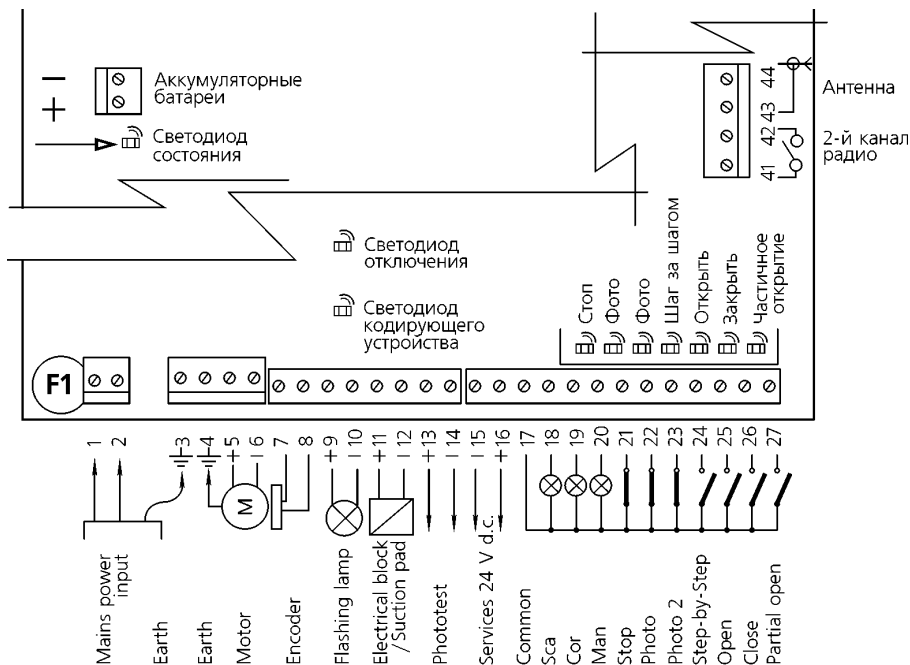 −
+
Аккумуляторные
батареи
Светодиод
состояния
44
43
42
41
Антенна
2-й канал
радио
Светодиод
отключения
Светодиод
кодирующего
устройства
Стоп
Фото
Фото
Шаг за шагом
Открыть
Закрыть
Частичное
открытие
F1
1
2
3
4
+5
6
7
8
+9
10
+11
12
+13
14
15
+16
17
18
19
20
21
22
23
24
25
26
27
M
Mains power
input
Earth
Earth
Motor
Encoder
Flashing lamp
Electrical block
/ Suction pad
Phototest
Services 24 V d.c.
Common
Sca
Cor
Man
Stop
Photo
Photo 2
Step-by-Step
Open
Close
Partial open